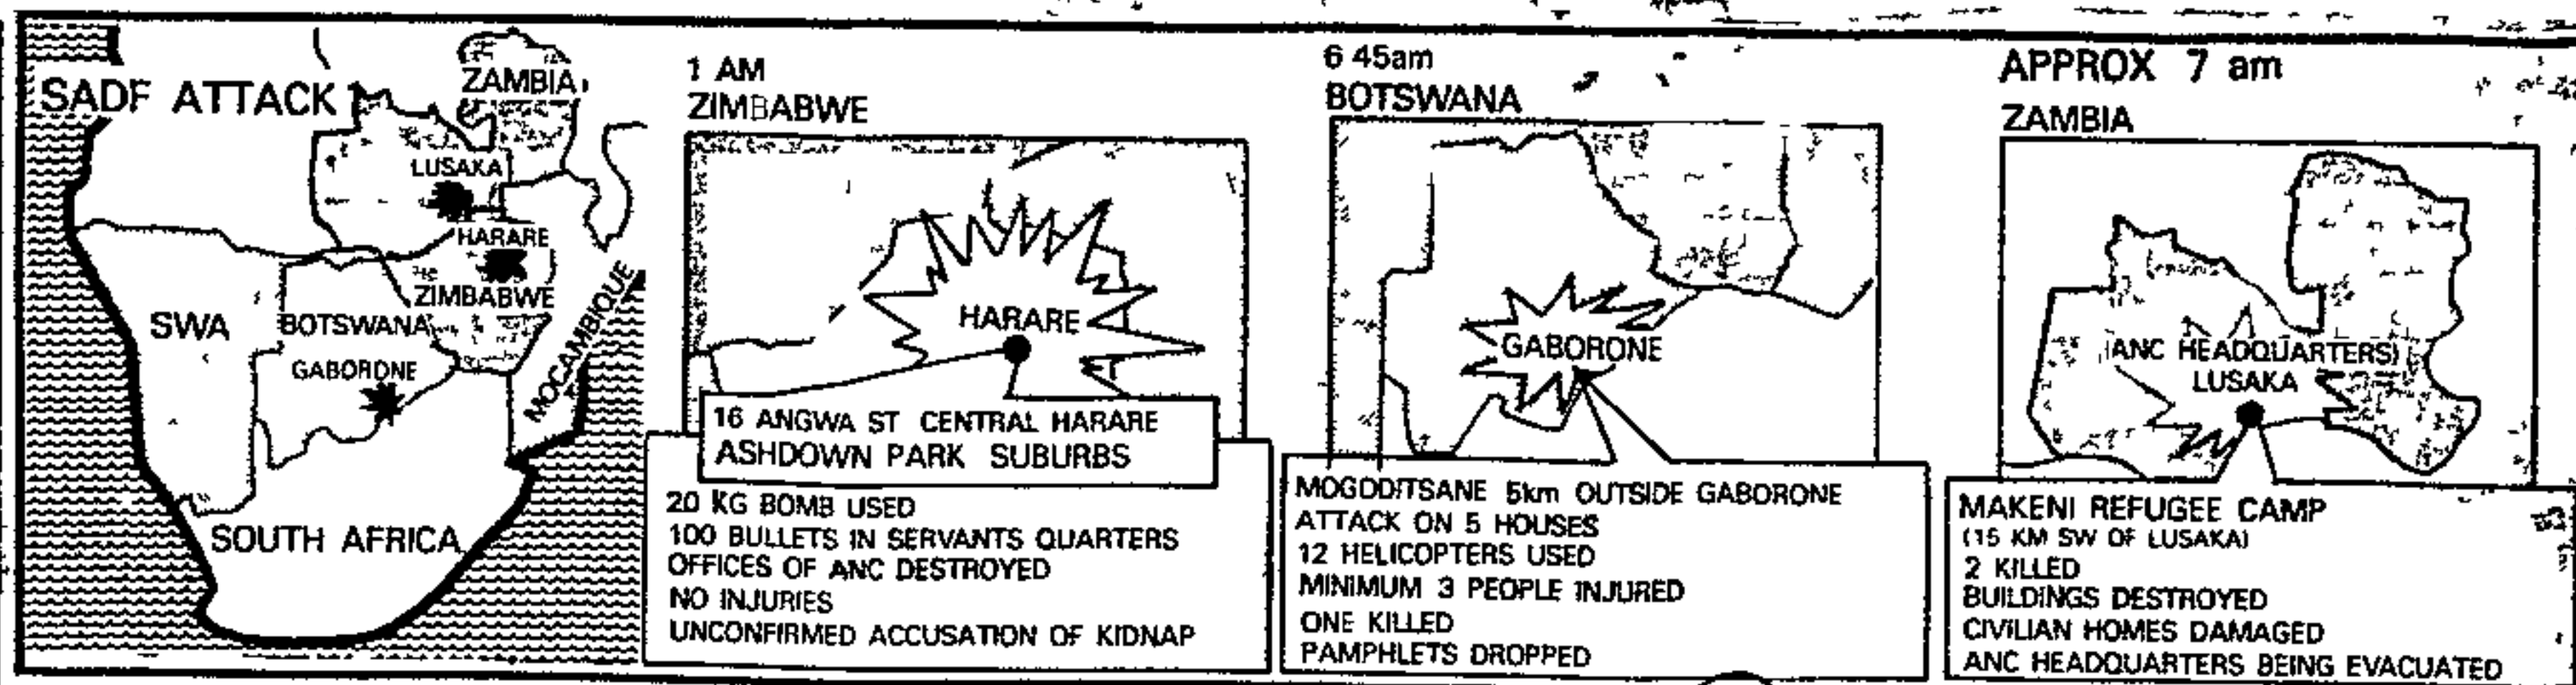 SADF ATTACK
ZAMBIA
LUSAKA
HARARE
ZIMBABWE
SWA
BOTSWANA
MOCAMBIQUE
GABORONE
SOUTH AFRICA
1 AM
ZIMBABWE
HARARE
16 ANGWA ST CENTRAL HARARE
ASHDOWN PARK SUBURBS
20 KG BOMB USED
100 BULLETS IN SERVANTS QUARTERS
OFFICES OF ANC DESTROYED
NO INJURIES
UNCONFIRMED ACCUSATION OF KIDNAP
6 45am
BOTSWANA
GABORONE
MOGODITSANE 5km OUTSIDE GABORONE
ATTACK ON 5 HOUSES
12 HELICOPTERS USED
MINIMUM 3 PEOPLE INJURED
ONE KILLED
PAMPHLETS DROPPED
APPROX 7 am
ZAMBIA
(ANC HEADQUARTERS)
LUSAKA
MAKENI REFUGEE CAMP
(15 KM SW OF LUSAKA)
2 KILLED
BUILDINGS DESTROYED
CIVILIAN HOMES DAMAGED
ANC HEADQUARTERS BEING EVACUATED